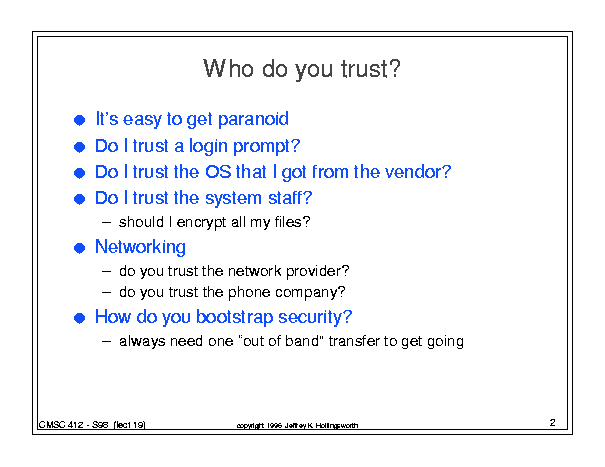 Who do you trust?
● It's easy to get paranoid
● Do I trust a login prompt?
● Do I trust the OS that I got from the vendor?
● Do I trust the system staff?
– should I encrypt all my files?
● Networking
– do you trust the network provider?
– do you trust the phone company?
● How do you bootstrap security?
– always need one "out of band" transfer to get going
CMSC 412 - S98 (lect 19)
copyright 1996 Jeffrey K. Hollingsworth
2